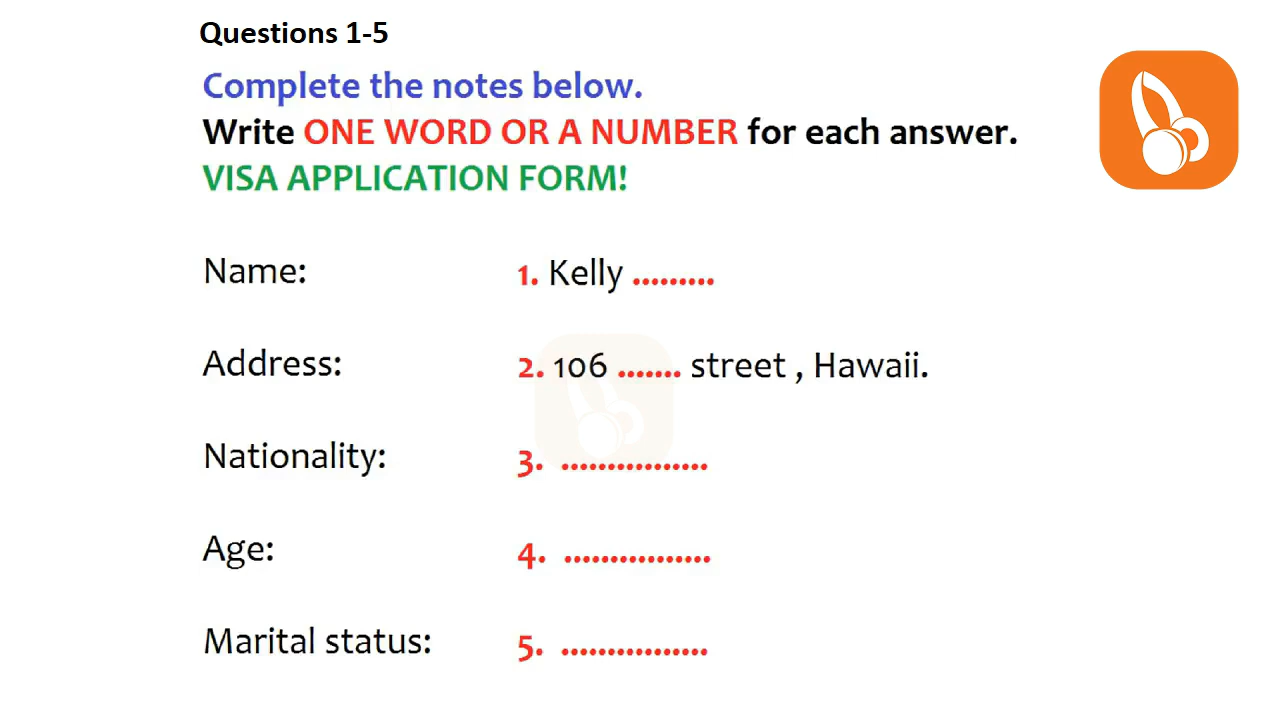 Questions 1-5
Complete the notes below.
Write ONE WORD OR A NUMBER for each answer.
VISA APPLICATION FORM!
Name: 1. Kelly .........
Address: 2. 106 ....... street , Hawaii.
Nationality: 3. ................
Age: 4. ................
Marital status: 5. ................